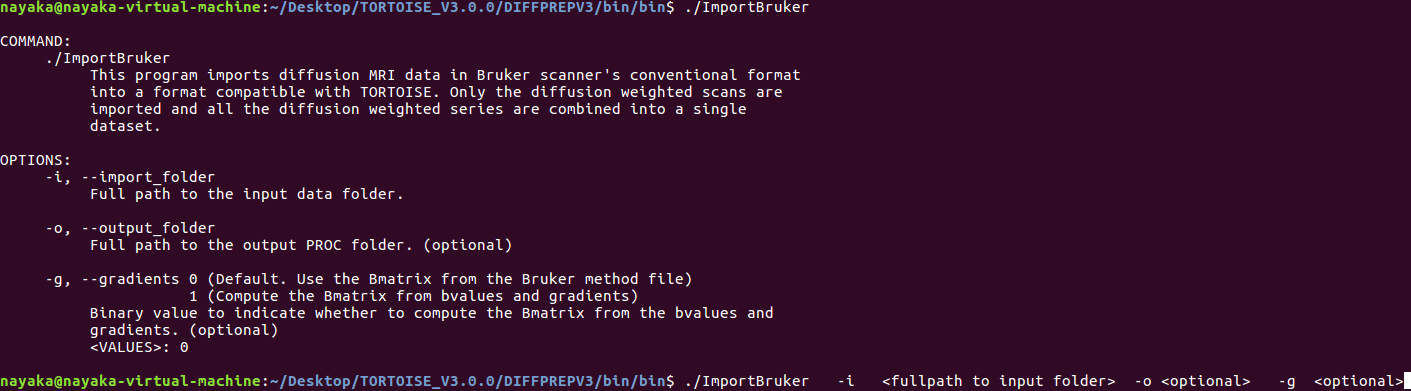 nayaka@nayaka-virtual-machine:~/Desktop/TORTOISE_V3.0.0/DIFFPREPV3/bin/bin$ ./ImportBruker
COMMAND:
./ImportBruker
This program imports diffusion MRI data in Bruker scanner's conventional format
into a format compatible with TORTOISE. Only the diffusion weighted scans are
imported and all the diffusion weighted series are combined into a single
dataset.
OPTIONS:
-i, --import_folder
Full path to the input data folder.
-o, --output_folder
Full path to the output PROC folder. (optional)
-g, --gradients 0 (Default. Use the Bmatrix from the Bruker method file)
1 (Compute the Bmatrix from bvalues and gradients)
Binary value to indicate whether to compute the Bmatrix from the bvalues and
gradients. (optional)
<VALUES>: 0
nayaka@nayaka-virtual-machine:~/Desktop/TORTOISE_V3.0.0/DIFFPREPV3/bin/bin$ ./ImportBruker   -i   <fullpath to input folder>  -o <optional>   -g  <optional>